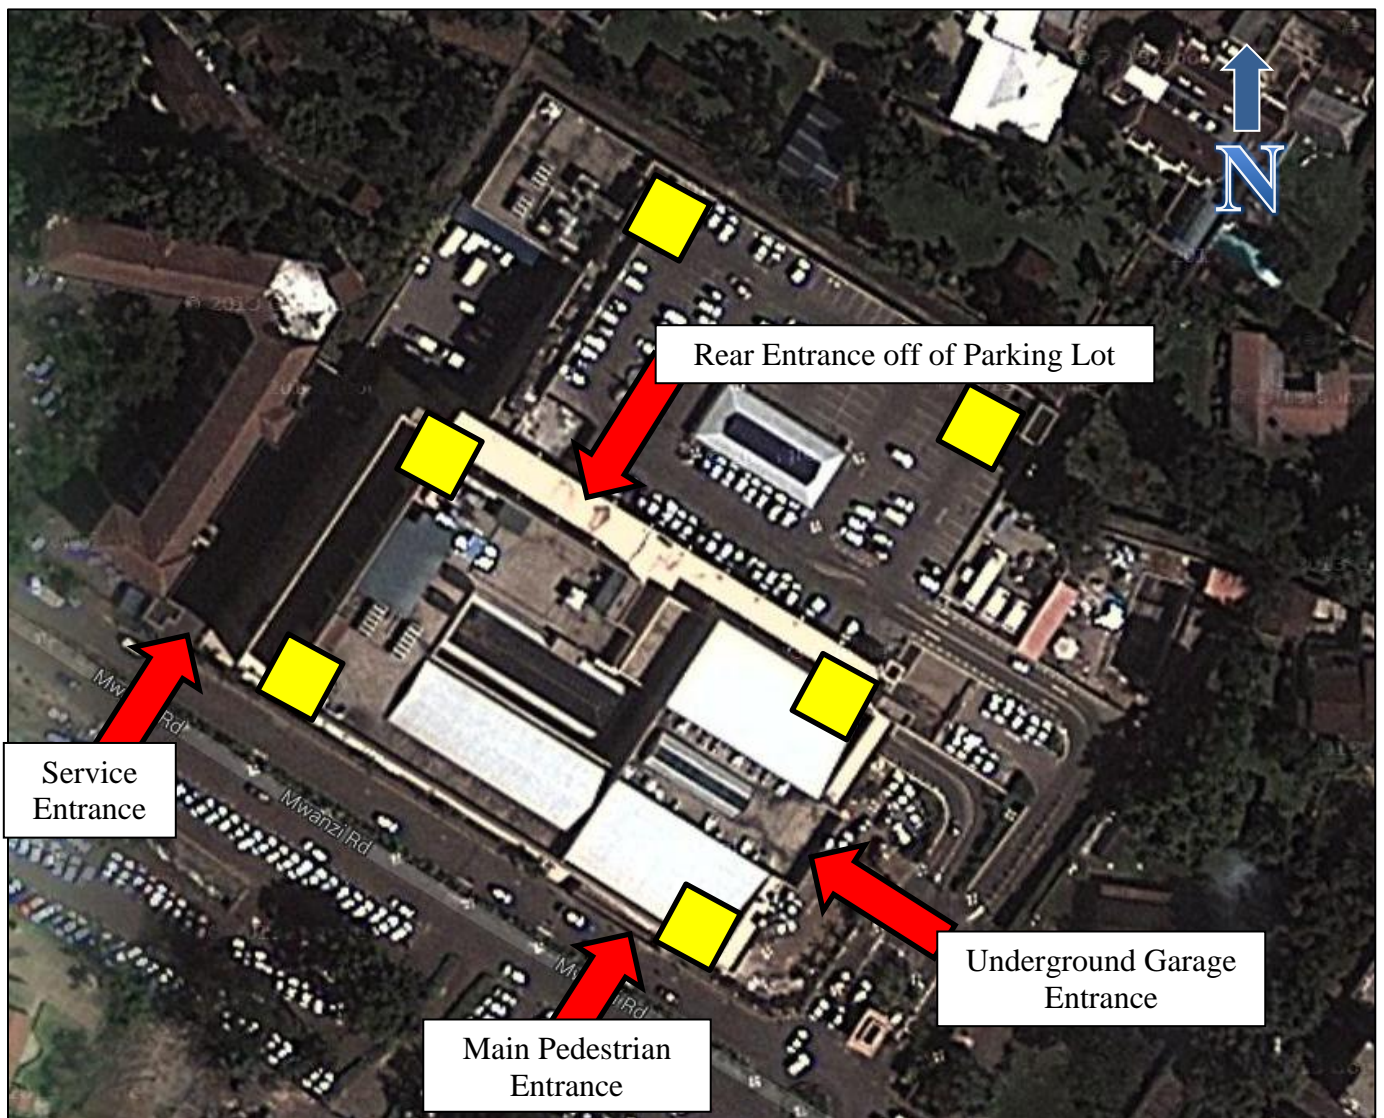 N
Rear Entrance off of Parking Lot
Service
Entrance
Mwanzi Rd
Main Pedestrian
Entrance
Underground Garage
Entrance